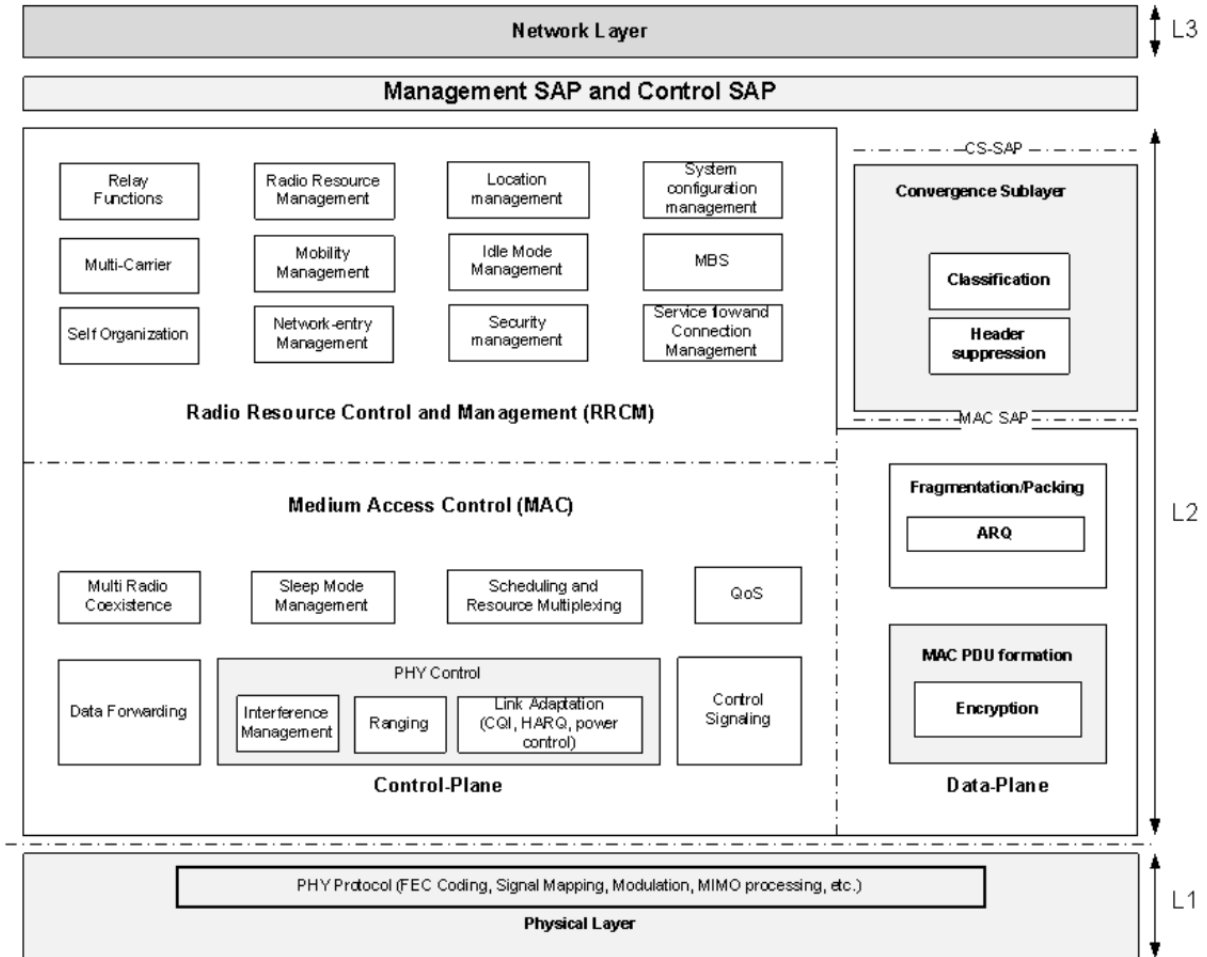 Network Layer
L3
Management SAP and Control SAP
CS-SAP
Relay
Functions
Radio Resource
Management
Location
management
System
configuration
management
Convergence Sublayer
Multi-Carrier
Mobility
Management
Idle Mode
Management
MBS
Classification
Self Organization
Network-entry
Management
Security
management
Service flowand
Connection
Management
Header
suppression
Radio Resource Control and Management (RRCM)
MAC SAP
L2
Medium Access Control (MAC)
Fragmentation/Packing
ARQ
Multi Radio
Coexistence
Sleep Mode
Management
Scheduling and
Resource Multiplexing
QoS
Data Forwarding
PHY Control
Interference
Management
Ranging
Link Adaptation
(CQI, HARQ, power
control)
Control
Signaling
MAC PDU formation
Encryption
Control-Plane
Data-Plane
PHY Protocol (FEC Coding, Signal Mapping, Modulation, MIMO processing, etc.)
Physical Layer
L1